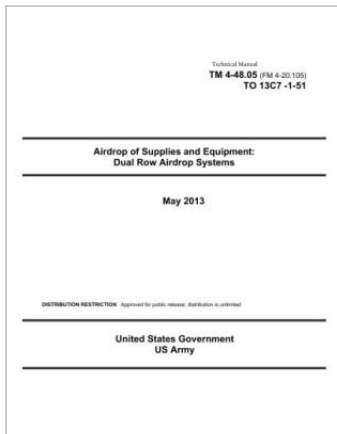 Technical Manual
TM 4-48.05 (FM 4-20.105)
TO 13C7 -1-51
Airdrop of Supplies and Equipment:
Dual Row Airdrop Systems
May 2013
DISTRIBUTION RESTRICTION Approved for public release; distribution is unlimited
United States Government
US Army